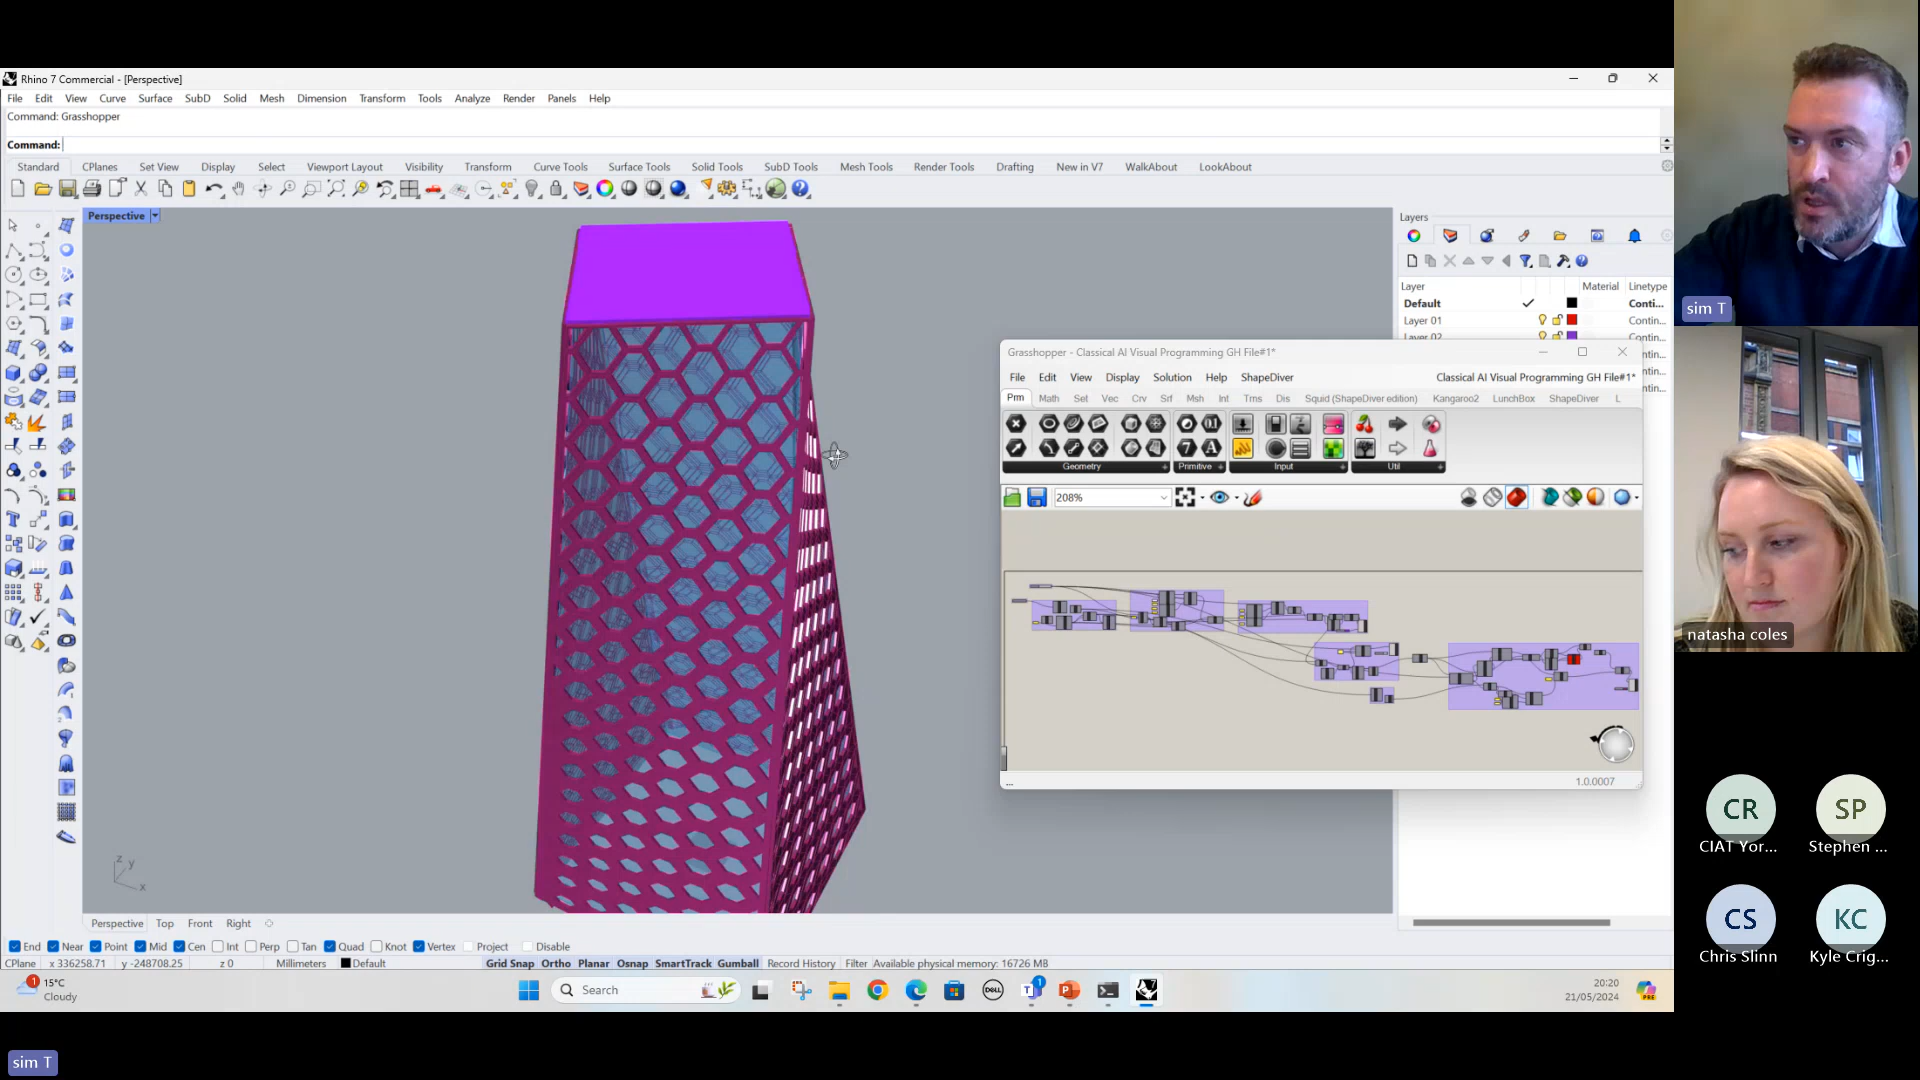 Rhino 7 Commercial - [Perspective]
File Edit View Curve Surface SubD Solid Mesh Dimension Transform Tools Analyze Render Panels Help
Command: Grasshopper
Command:
Standard CPlanes Set View Display Select Viewport Layout Visibility Transform Curve Tools Surface Tools Solid Tools SubD Tools Mesh Tools Render Tools Drafting New in V7 WalkAbout LookAbout
Perspective
Layers
Layer Material Linetype
Default Conti...
Layer 01 Contin...
Layer 02 Contin...
Grasshopper - Classical AI Visual Programming GH File#1*
File Edit View Display Solution Help ShapeDiver Classical AI Visual Programming GH File#1*
Prm Math Set Vec Crv Srf Msh Int Trns Dis Squid (ShapeDiver edition) Kangaroo2 LunchBox ShapeDiver L
Geometry Primitive Input Util
208%
...
1.0.0007
z y
x
Perspective Top Front Right
End Near Point Mid Cen Int Perp Tan Quad Knot Vertex Project Disable
CPlane x 336258.71 y -248708.25 z 0 Millimeters Default Grid Snap Ortho Planar Osnap SmartTrack Gumball Record History Filter Available physical memory: 16726 MB
1
15°C
Cloudy
Search
DELL
1
20:20
21/05/2024
PRE
sim T
sim T
natasha coles
CR
CIAT Yor...
SP
Stephen ...
CS
Chris Slinn
KC
Kyle Crig...